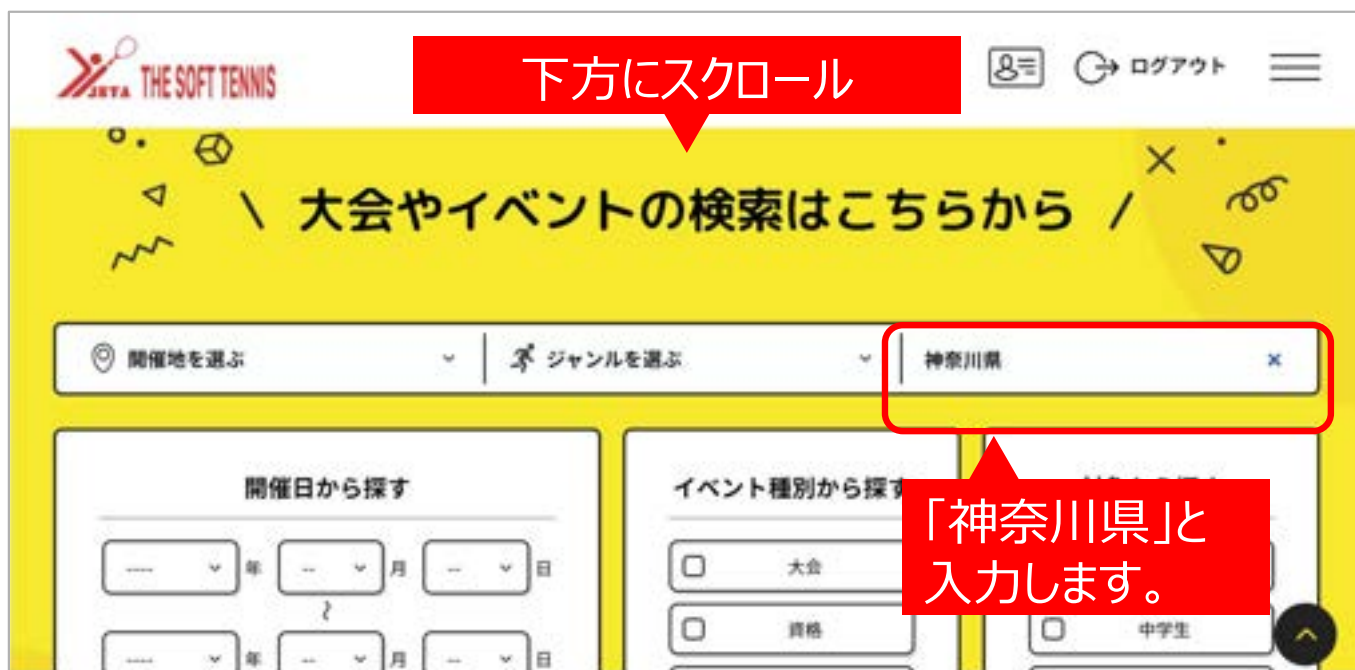 JSTA THE SOFT TENNIS
下方にスクロール
ログアウト
\ 大会やイベントの検索はこちらから /
開催地を選ぶ
ジャンルを選ぶ
神奈川県
×
開催日から探す
イベント種別から探す
「神奈川県」と
入力します。
---- 年 -- 月 -- 日
大会
~
資格
中学生
---- 年 -- 月 -- 日